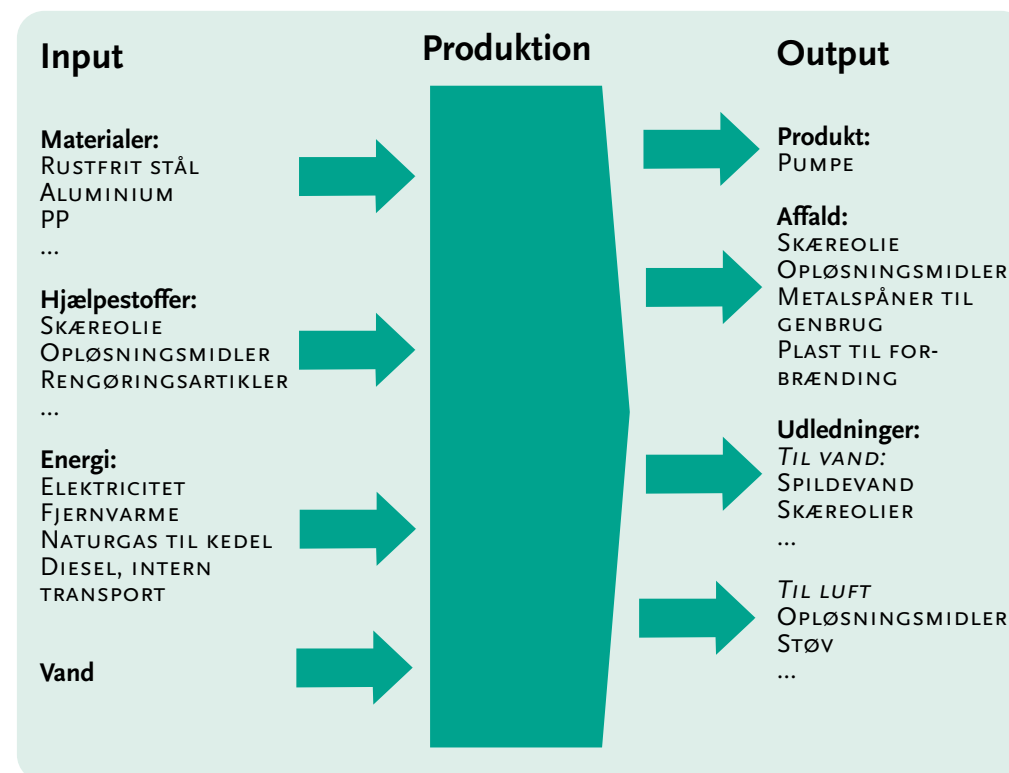 Input
Materialer:
Rustfrit stål
Aluminium
PP
...
Hjælpestoffer:
Skæreolie
Opløsningsmidler
Rengøringsartikler
...
Energi:
Elektricitet
Fjernvarme
Naturgas til kedel
Diesel, intern
transport
Vand
Produktion
Output
Produkt:
Pumpe
Affald:
Skæreolie
Opløsningsmidler
Metalspåner til
genbrug
Plast til for-
brænding
Udledninger:
Til vand:
Spildevand
Skæreolier
...
Til luft
Opløsningsmidler
Støv
...